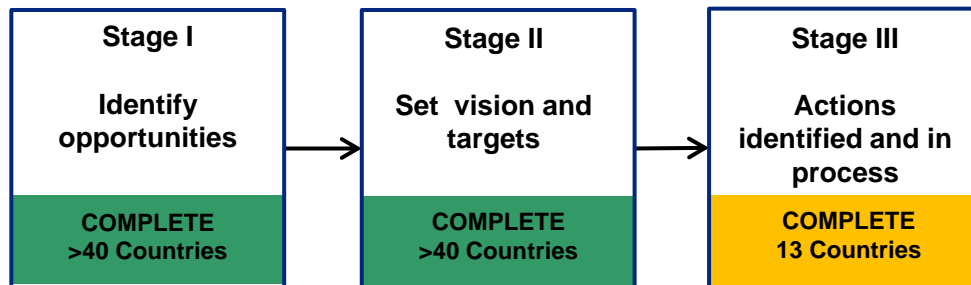 Stage I
Identify
opportunities
COMPLETE
>40 Countries
Stage II
Set vision and
targets
COMPLETE
>40 Countries
Stage III
Actions
identified and in
process
COMPLETE
13 Countries